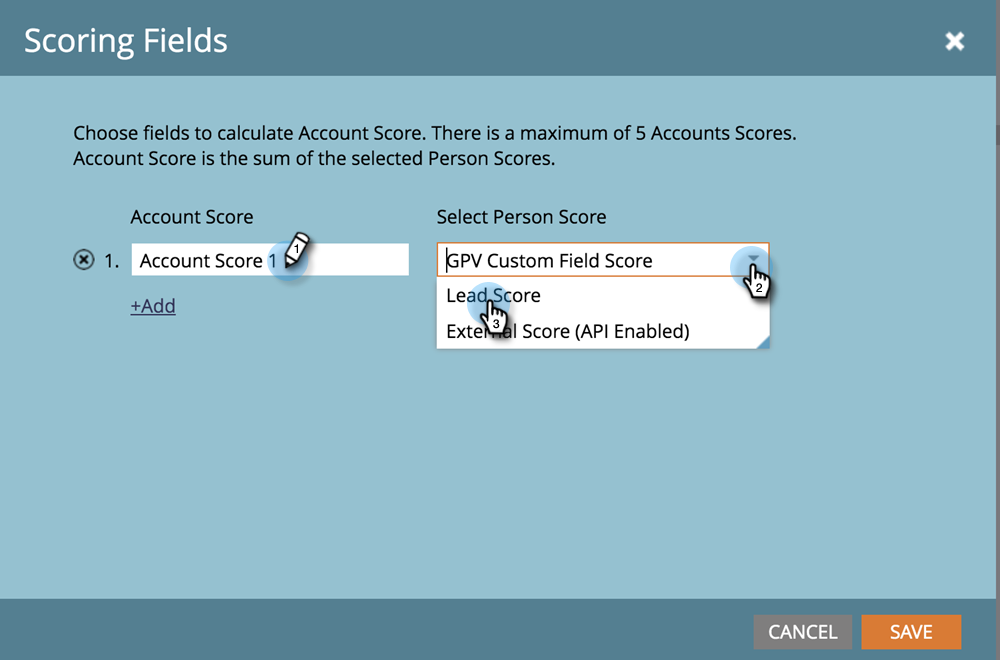 Scoring Fields
Choose fields to calculate Account Score. There is a maximum of 5 Accounts Scores.
Account Score is the sum of the selected Person Scores.
Account Score
Select Person Score
1.
Account Score 1
1
GPV Custom Field Score
2
+Add
Lead Score
3
External Score (API Enabled)
CANCEL
SAVE